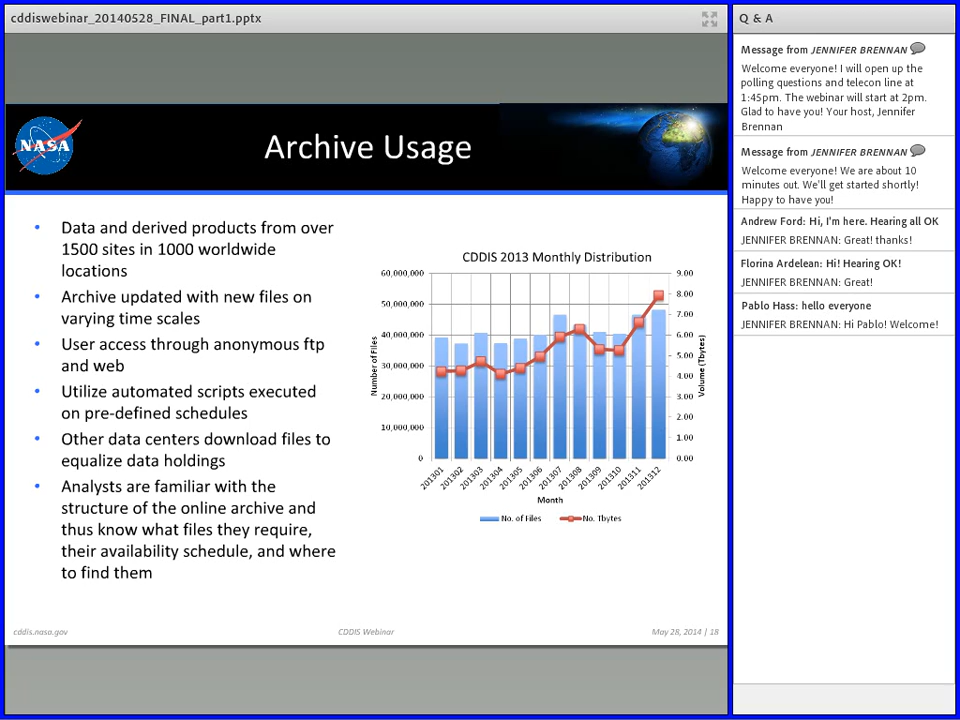 cddiswebinar_20140528_FINAL_part1.pptx
NASA
Archive Usage
• Data and derived products from over
1500 sites in 1000 worldwide
locations
• Archive updated with new files on
varying time scales
• User access through anonymous ftp
and web
• Utilize automated scripts executed
on pre-defined schedules
• Other data centers download files to
equalize data holdings
• Analysts are familiar with the
structure of the online archive and
thus know what files they require,
their availability schedule, and where
to find them
CDDIS 2013 Monthly Distribution
Number of Files
60,000,000
50,000,000
40,000,000
30,000,000
20,000,000
10,000,000
0
9.00
8.00
7.00
6.00
5.00
4.00
3.00
2.00
1.00
0.00
Volume (Tbytes)
201301
201302
201303
201304
201305
201306
201307
201308
201309
201310
201311
201312
Month
No. of Files
No. Tbytes
cddis.nasa.gov
CDDIS Webinar
May 28, 2014 | 18
Q & A
Message from JENNIFER BRENNAN
Welcome everyone! I will open up the
polling questions and telecon line at
1:45pm. The webinar will start at 2pm.
Glad to have you! Your host, Jennifer
Brennan
Message from JENNIFER BRENNAN
Welcome everyone! We are about 10
minutes out. We'll get started shortly!
Happy to have you!
Andrew Ford: Hi, I'm here. Hearing all OK
JENNIFER BRENNAN: Great! thanks!
Florina Ardelean: Hi! Hearing OK!
JENNIFER BRENNAN: Great!
Pablo Hass: hello everyone
JENNIFER BRENNAN: Hi Pablo! Welcome!